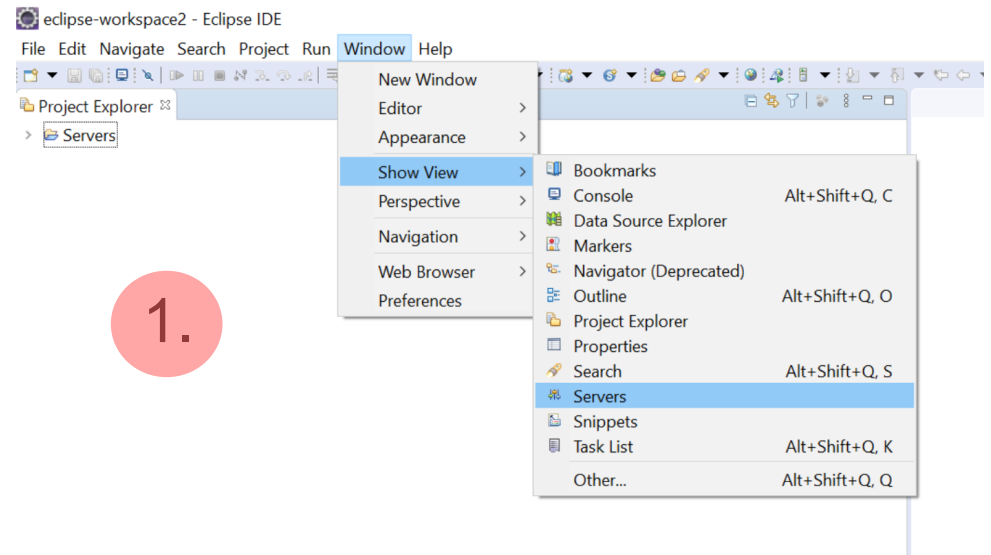 eclipse-workspace2 - Eclipse IDE
File Edit Navigate Search Project Run Window Help
Project Explorer
Servers
New Window
Editor
Appearance
Show View
Perspective
Navigation
Web Browser
Preferences
Bookmarks
Console Alt+Shift+Q, C
Data Source Explorer
Markers
Navigator (Deprecated)
Outline Alt+Shift+Q, O
Project Explorer
Properties
Search Alt+Shift+Q, S
Servers
Snippets
Task List Alt+Shift+Q, K
Other... Alt+Shift+Q, Q
1.